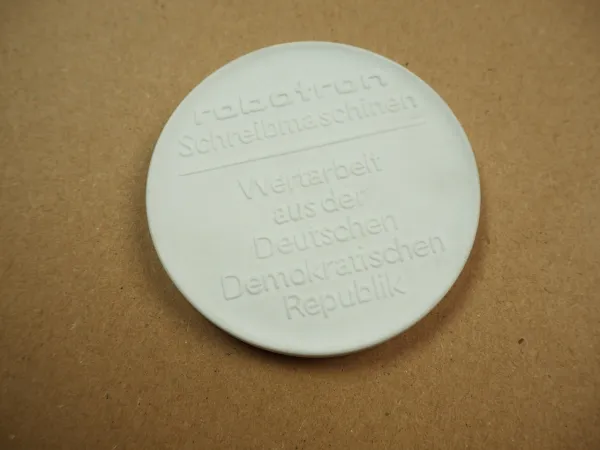 robotron
Schreibmaschinen
Wertarbeit
aus der
Deutschen
Demokratischen
Republik